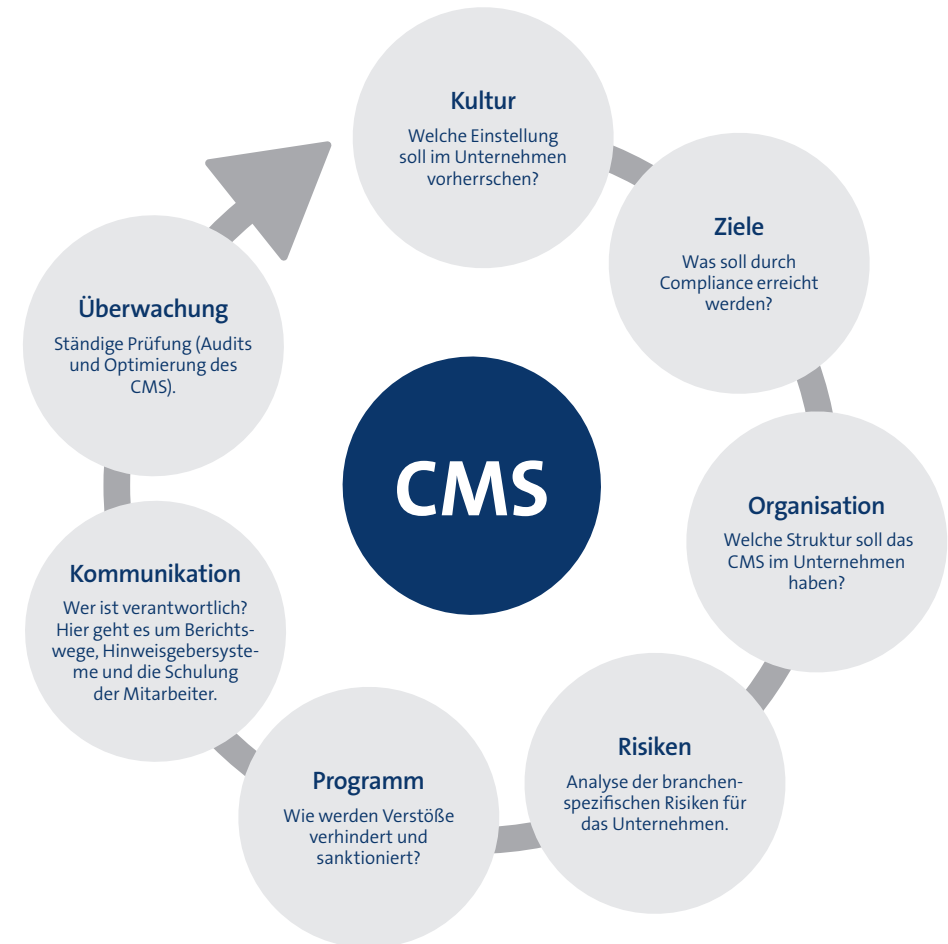 Kultur
Welche Einstellung
soll im Unternehmen
vorherrschen?
Ziele
Was soll durch
Compliance erreicht
werden?
Organisation
Welche Struktur soll das
CMS im Unternehmen
haben?
Risiken
Analyse der branchen-
spezifischen Risiken für
das Unternehmen.
Programm
Wie werden Verstöße
verhindert und
sanktioniert?
Kommunikation
Wer ist verantwortlich?
Hier geht es um Berichts-
wege, Hinweisgebersyste-
me und die Schulung
der Mitarbeiter.
Überwachung
Ständige Prüfung (Audits
und Optimierung des
CMS).
CMS